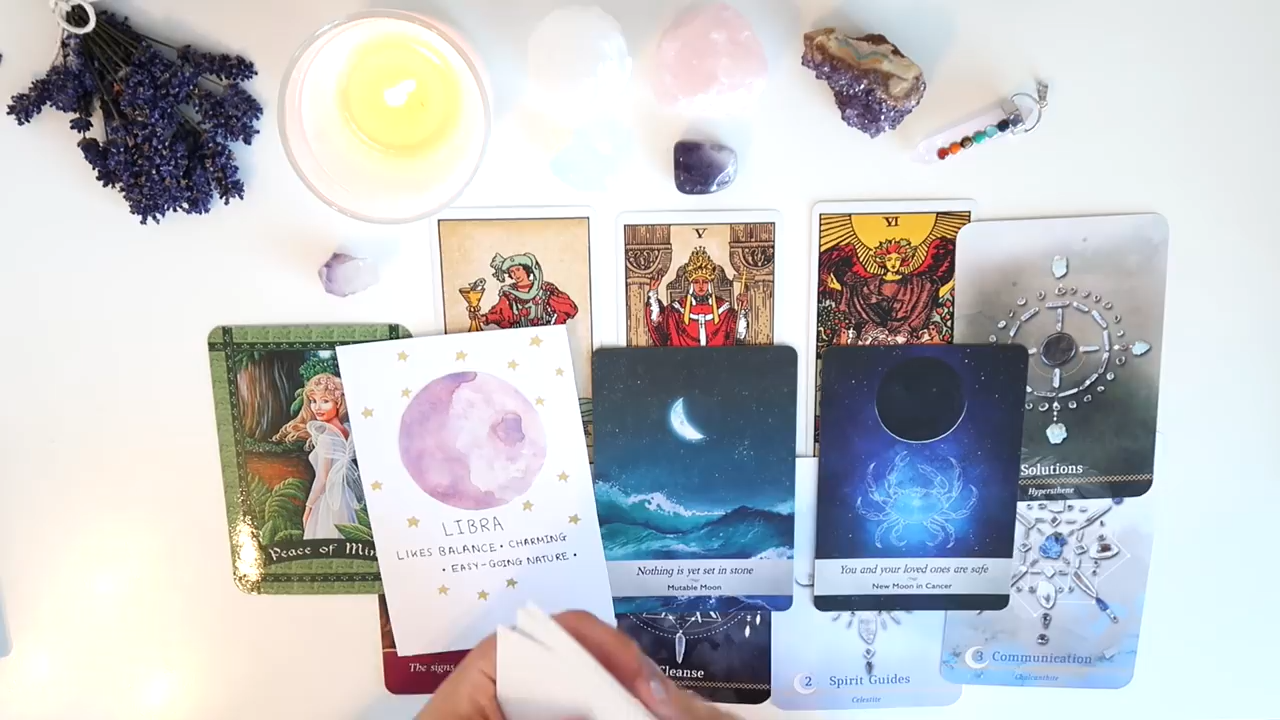 V
VI
Solutions
Hypersthene
Peace of Min
LIBRA
LIKES BALANCE • CHARMING
• EASY-GOING NATURE •
Nothing is yet set in stone
Mutable Moon
You and your loved ones are safe
New Moon in Cancer
The signs
Cleanse
2 Spirit Guides
Celestite
3 Communication
Chalcanthite